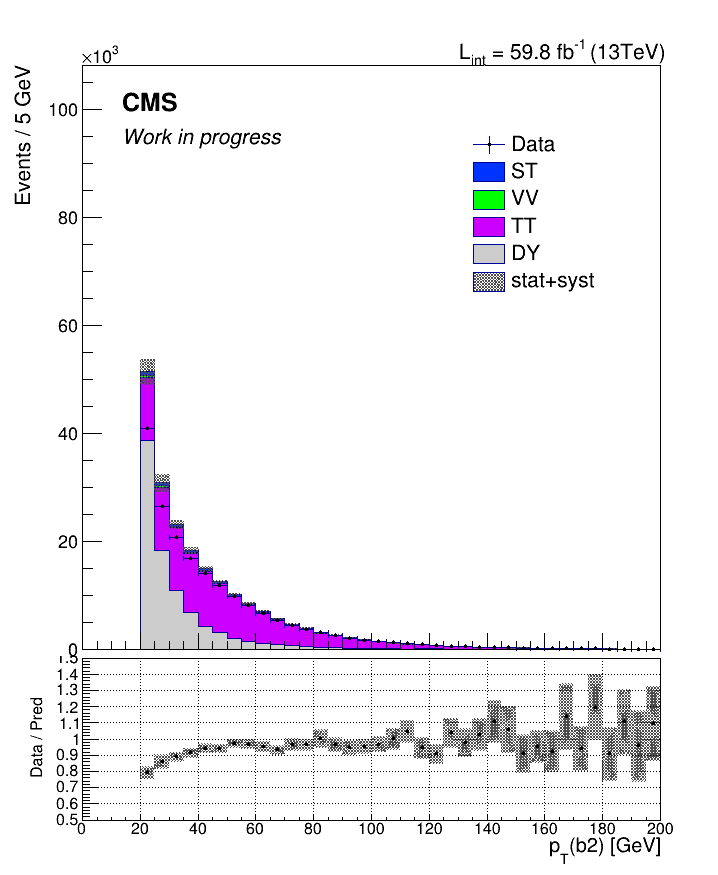 ×10³
L_int = 59.8 fb⁻¹ (13TeV)
Events / 5 GeV
CMS
Work in progress
Data
ST
VV
TT
DY
stat+syst
100
80
60
40
20
0
Data / Pred
1.5
1.4
1.3
1.2
1.1
1
0.9
0.8
0.7
0.6
0.5
0 20 40 60 80 100 120 140 160 180 200
p_T(b2) [GeV]